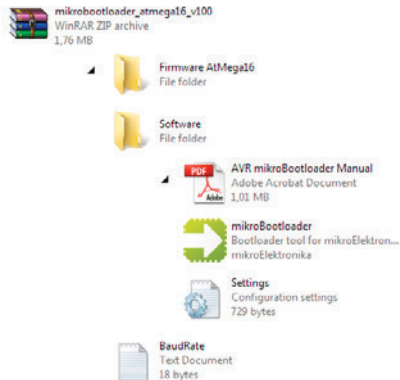 mikrobootloader_atmega16_v100
WinRAR ZIP archive
1,76 MB
Firmware AtMega16
File folder
Software
File folder
PDF
Adobe
AVR mikroBootloader Manual
Adobe Acrobat Document
1,01 MB
mikroBootloader
Bootloader tool for mikroElektron...
mikroElektronika
Settings
Configuration settings
729 bytes
BaudRate
Text Document
18 bytes